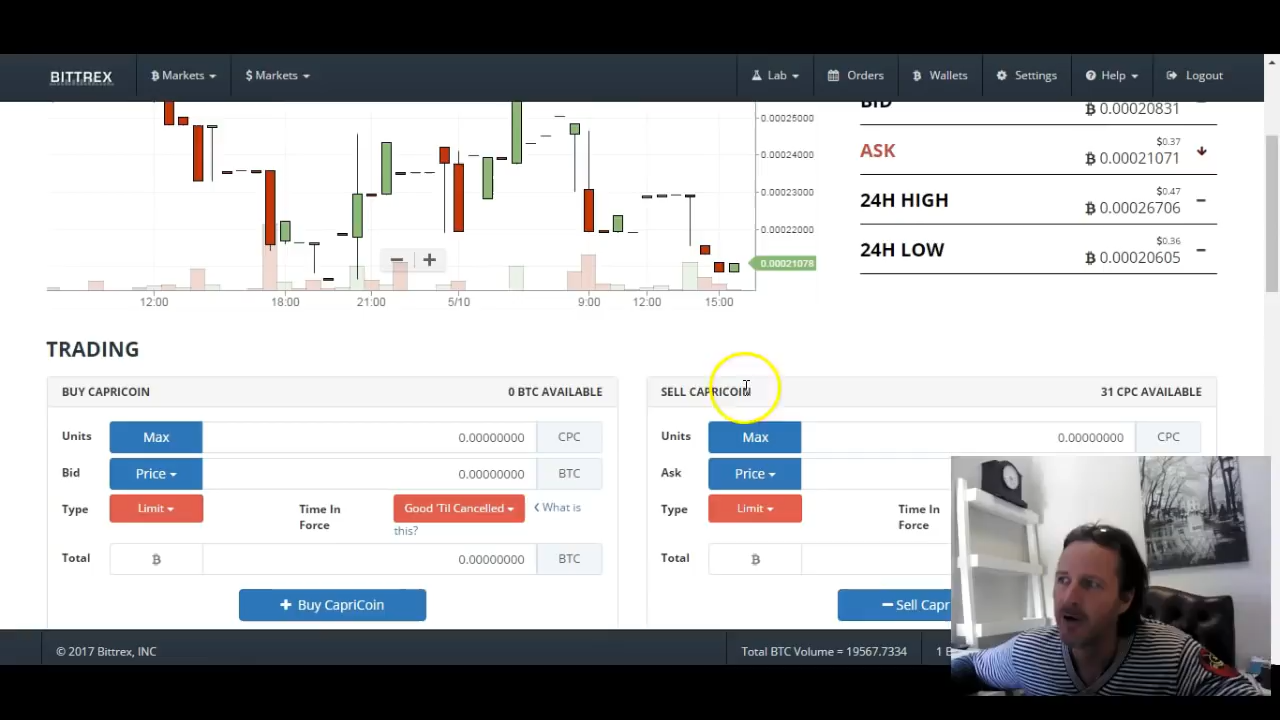 BITTREX
Ƀ Markets
$ Markets
Lab
Orders
Ƀ Wallets
Settings
Help
Logout
0.00025000
0.00024000
0.00023000
0.00022000
0.00021078
12:00 18:00 21:00 5/10 9:00 12:00 15:00
BID Ƀ 0.00020831
$0.37
ASK Ƀ 0.00021071
$0.47
24H HIGH Ƀ 0.00026706
$0.36
24H LOW Ƀ 0.00020605
TRADING
BUY CAPRICOIN 0 BTC AVAILABLE
Units Max 0.00000000 CPC
Bid Price 0.00000000 BTC
Type Limit Time In Force Good 'Til Cancelled What is this?
Total Ƀ 0.00000000 BTC
+ Buy CapriCoin
SELL CAPRICOIN 31 CPC AVAILABLE
Units Max 0.00000000 CPC
Ask Price
Type Limit Time In Force
Total Ƀ
− Sell Capr
© 2017 Bittrex, INC
Total BTC Volume = 19567.7334